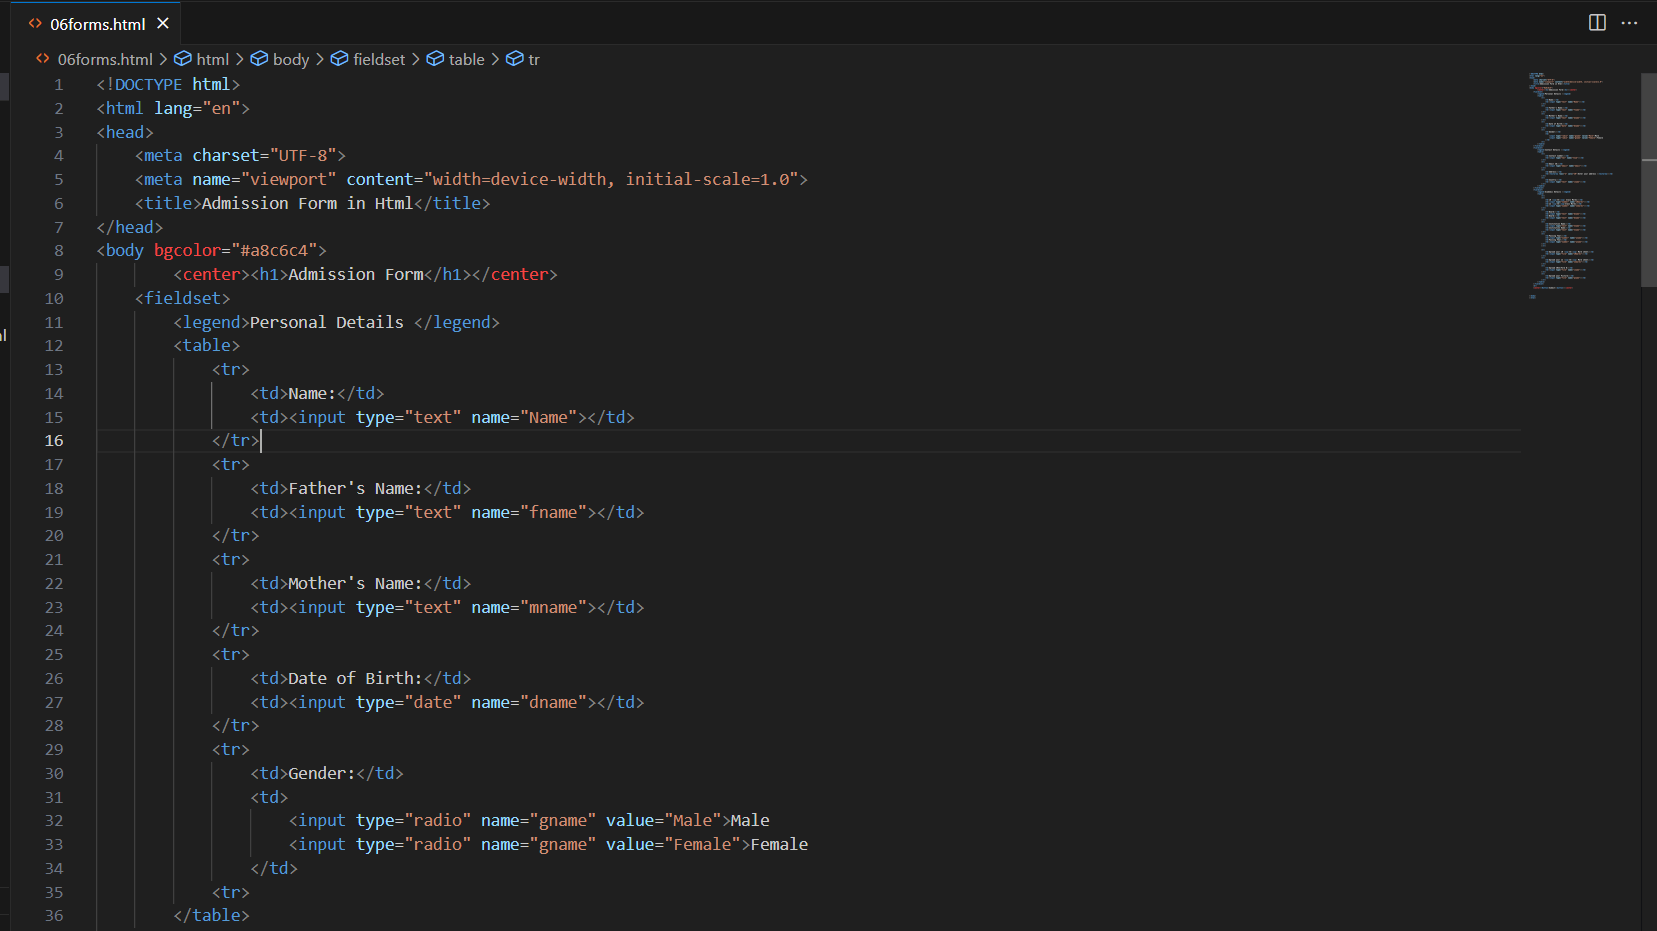 06forms.html
06forms.html > html > body > fieldset > table > tr
1 <!DOCTYPE html>
2 <html lang="en">
3 <head>
4 <meta charset="UTF-8">
5 <meta name="viewport" content="width=device-width, initial-scale=1.0">
6 <title>Admission Form in Html</title>
7 </head>
8 <body bgcolor="#a8c6c4">
9 <center><h1>Admission Form</h1></center>
10 <fieldset>
11 <legend>Personal Details </legend>
12 <table>
13 <tr>
14 <td>Name:</td>
15 <td><input type="text" name="Name"></td>
16 </tr>
17 <tr>
18 <td>Father's Name:</td>
19 <td><input type="text" name="fname"></td>
20 </tr>
21 <tr>
22 <td>Mother's Name:</td>
23 <td><input type="text" name="mname"></td>
24 </tr>
25 <tr>
26 <td>Date of Birth:</td>
27 <td><input type="date" name="dname"></td>
28 </tr>
29 <tr>
30 <td>Gender:</td>
31 <td>
32 <input type="radio" name="gname" value="Male">Male
33 <input type="radio" name="gname" value="Female">Female
34 </td>
35 <tr>
36 </table>